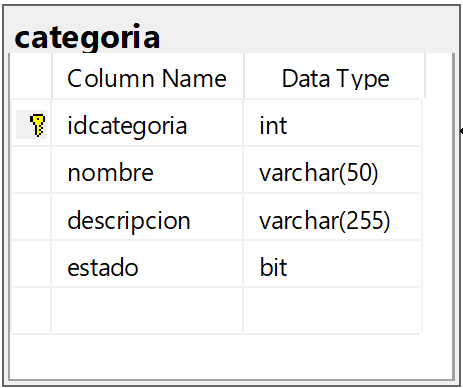 categoria
Column Name Data Type
idcategoria int
nombre varchar(50)
descripcion varchar(255)
estado bit